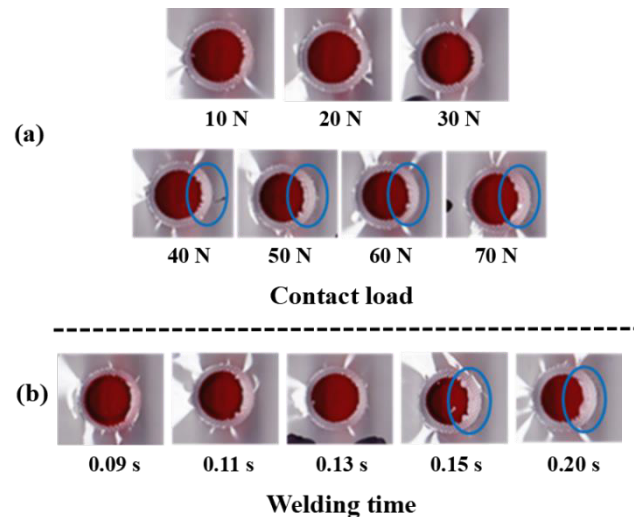 (a)
10 N 20 N 30 N
40 N 50 N 60 N 70 N
Contact load
(b)
0.09 s 0.11 s 0.13 s 0.15 s 0.20 s
Welding time